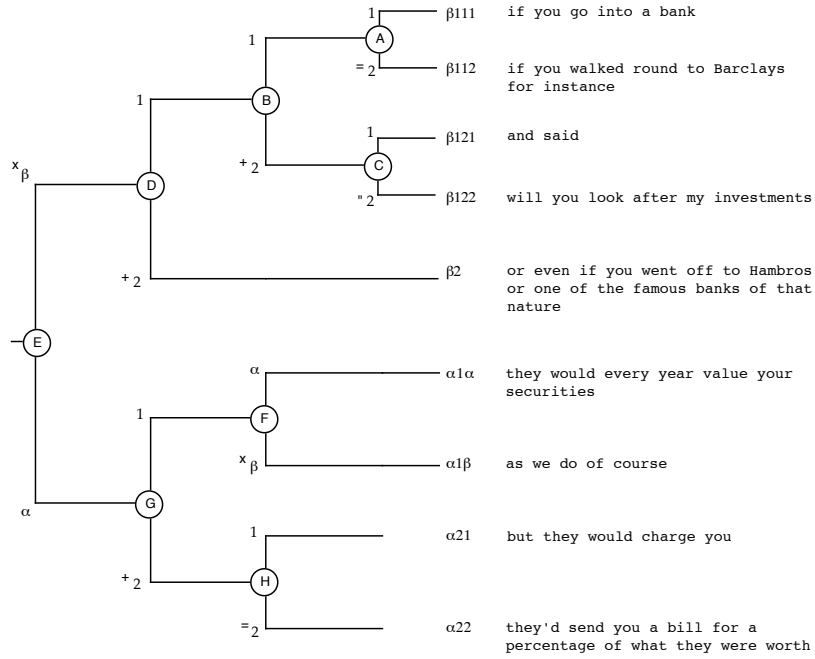 1 β111 if you go into a bank
A
1
= 2 β112 if you walked round to Barclays
for instance
1 B
1 β121 and said
+ 2 C
x β D
" 2 β122 will you look after my investments
+ 2 β2 or even if you went off to Hambros
or one of the famous banks of that
nature
E
α α1α they would every year value your
securities
1 F
x β α1β as we do of course
α G
1 α21 but they would charge you
+ 2 H
= 2 α22 they'd send you a bill for a
percentage of what they were worth